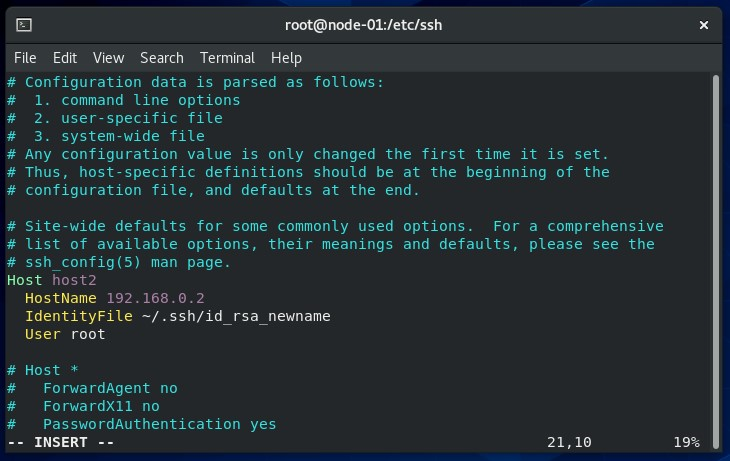 root@node-01:/etc/ssh
File Edit View Search Terminal Help
# Configuration data is parsed as follows:
#  1. command line options
#  2. user-specific file
#  3. system-wide file
# Any configuration value is only changed the first time it is set.
# Thus, host-specific definitions should be at the beginning of the
# configuration file, and defaults at the end.

# Site-wide defaults for some commonly used options.  For a comprehensive
# list of available options, their meanings and defaults, please see the
# ssh_config(5) man page.
Host host2
  HostName 192.168.0.2
  IdentityFile ~/.ssh/id_rsa_newname
  User root

# Host *
#   ForwardAgent no
#   ForwardX11 no
#   PasswordAuthentication yes
-- INSERT -- 21,10 19%